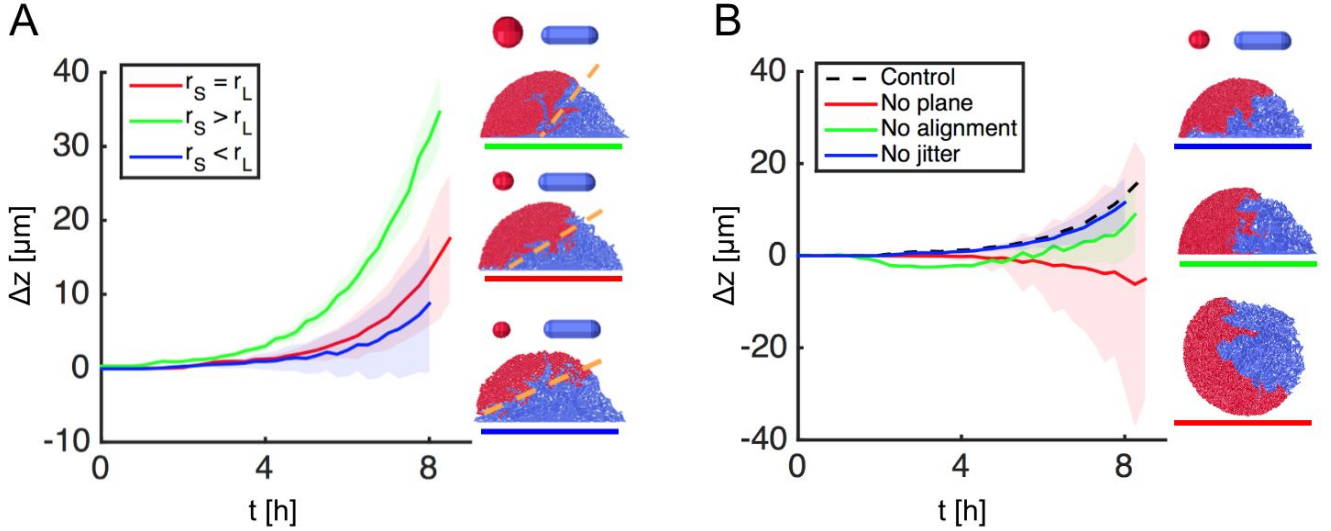 A
40
30
20
10
0
-10
Δz [μm]
r_S = r_L
r_S > r_L
r_S < r_L
0
4
8
t [h]
B
40
20
0
-20
-40
Δz [μm]
Control
No plane
No alignment
No jitter
0
4
8
t [h]